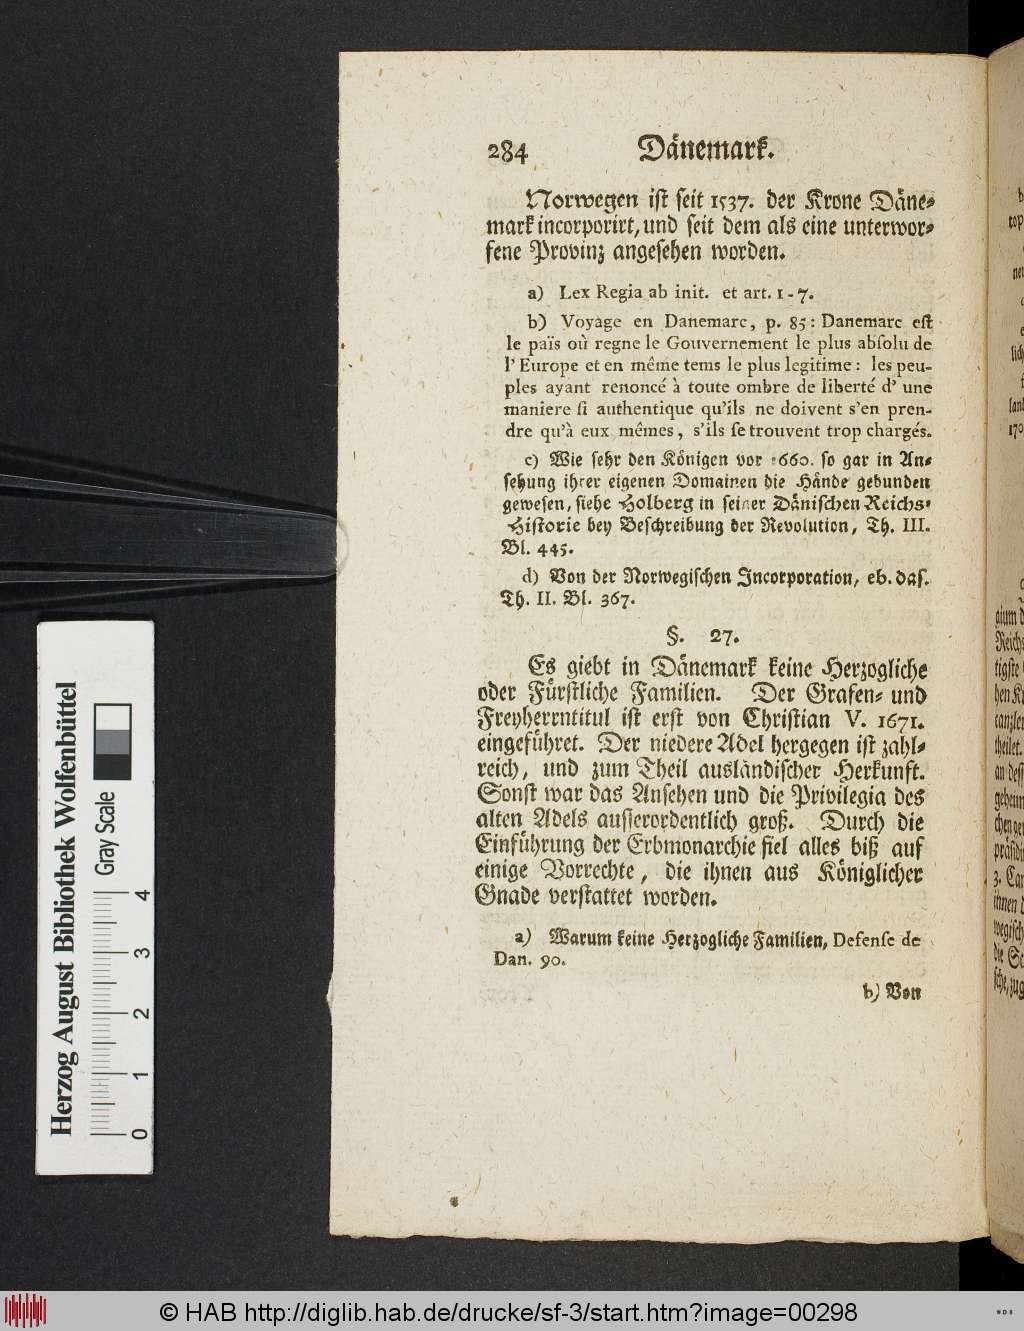 284 Dänemark.
Norwegen iſt ſeit 1537. der Krone Däne-
mark incorporirt, und ſeit dem als eine unterwor-
fene Provinz angeſehen worden.
a) Lex Regia ab init. et art. 1-7.
b) Voyage en Danemarc, p. 85: Danemarc eſt
le païs où regne le Gouvernement le plus abſolu de
l' Europe et en même tems le plus legitime: les peu-
ples ayant renoncé à toute ombre de liberté d' une
maniere ſi authentique qu'ils ne doivent s'en pren-
dre qu'à eux mêmes, s'ils ſe trouvent trop chargés.
c) Wie ſehr den Königen vor 1660. ſo gar in An-
ſehung ihrer eigenen Domainen die Hände gebunden
geweſen, ſiehe Holberg in ſeiner Däniſchen Reichs-
Hiſtorie bey Beſchreibung der Revolution, Th. III.
Bl. 445.
d) Von der Norwegiſchen Incorporation, eb. daſ.
Th. II. Bl. 367.
§. 27.
Es giebt in Dänemark keine Herzogliche
oder Fürſtliche Familien. Der Grafen- und
Freyherrntitul iſt erſt von Chriſtian V. 1671.
eingeführet. Der niedere Adel hergegen iſt zahl-
reich, und zum Theil ausländiſcher Herkunft.
Sonſt war das Anſehen und die Privilegia des
alten Adels auſſerordentlich groß. Durch die
Einführung der Erbmonarchie fiel alles biß auf
einige Vorrechte, die ihnen aus Königlicher
Gnade verſtattet worden.
a) Warum keine Herzogliche Familien, Defenſe de
Dan. 90.
b) Von
Herzog August Bibliothek Wolfenbüttel
Gray Scale
0 1 2 3 4
© HAB http://diglib.hab.de/drucke/sf-3/start.htm?image=00298